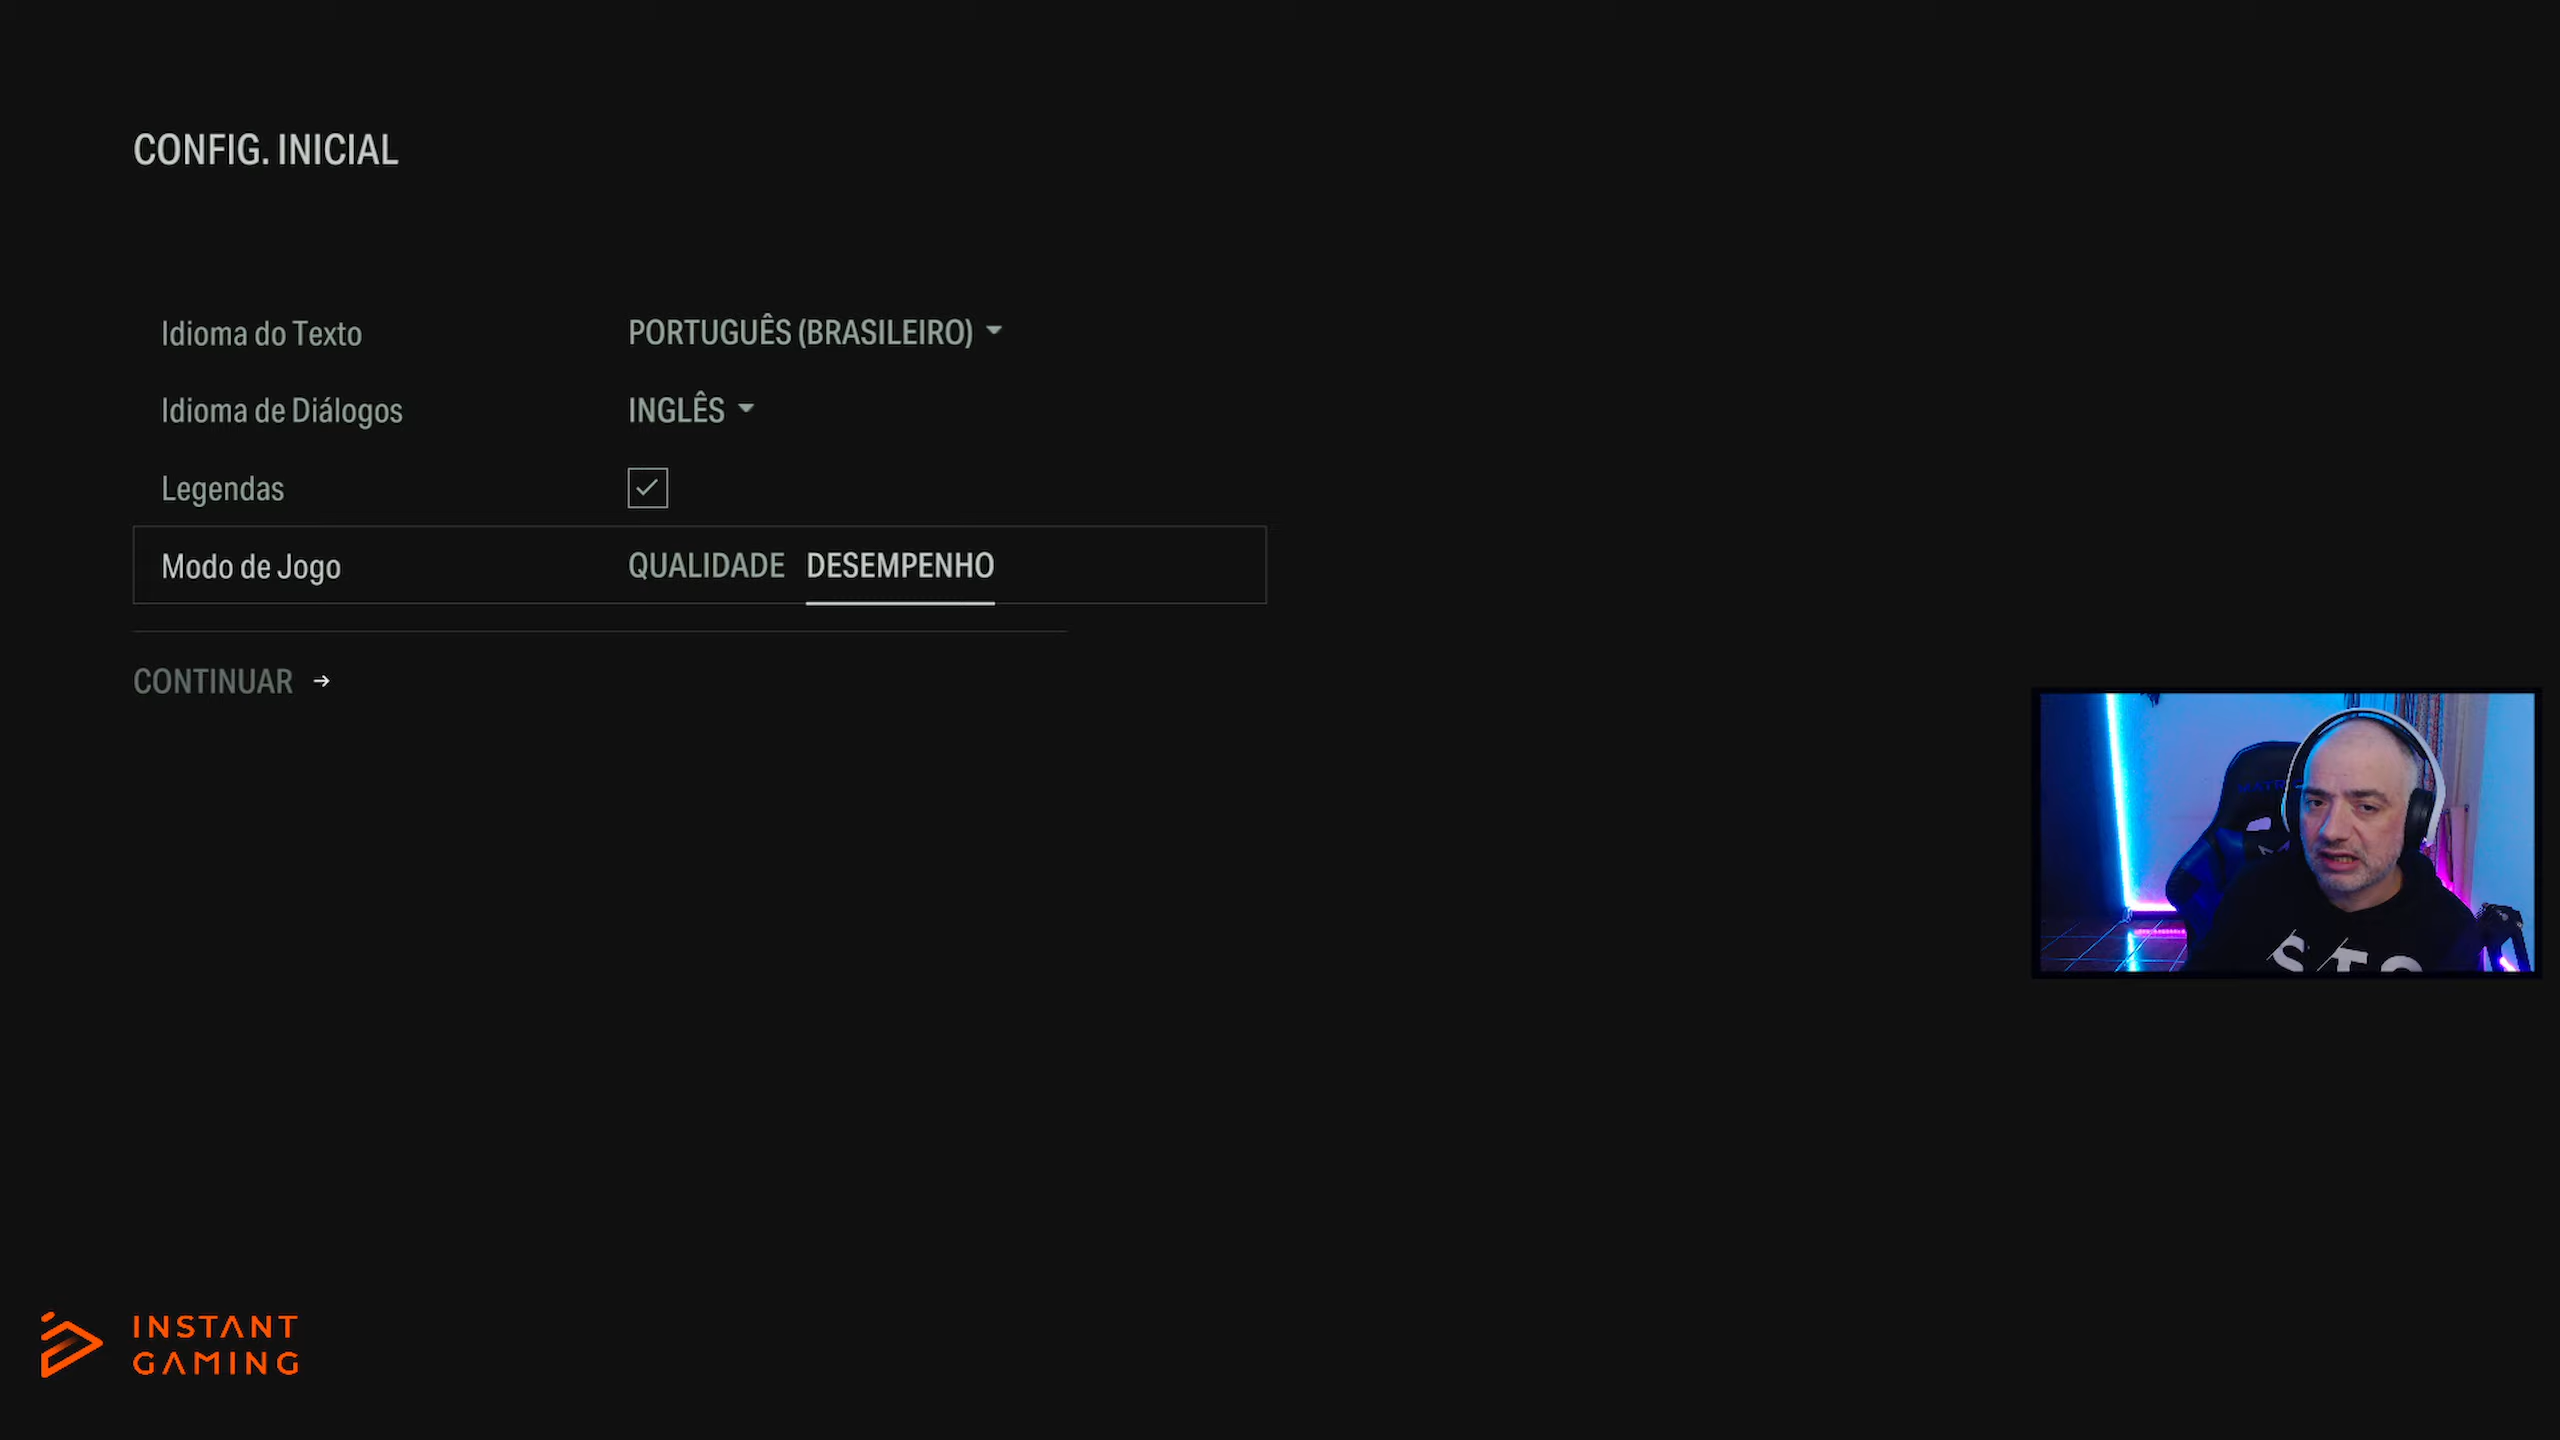 CONFIG. INICIAL
Idioma do Texto PORTUGUÊS (BRASILEIRO)
Idioma de Diálogos INGLÊS
Legendas
Modo de Jogo QUALIDADE DESEMPENHO
CONTINUAR →
STO
INSTANT
GAMING